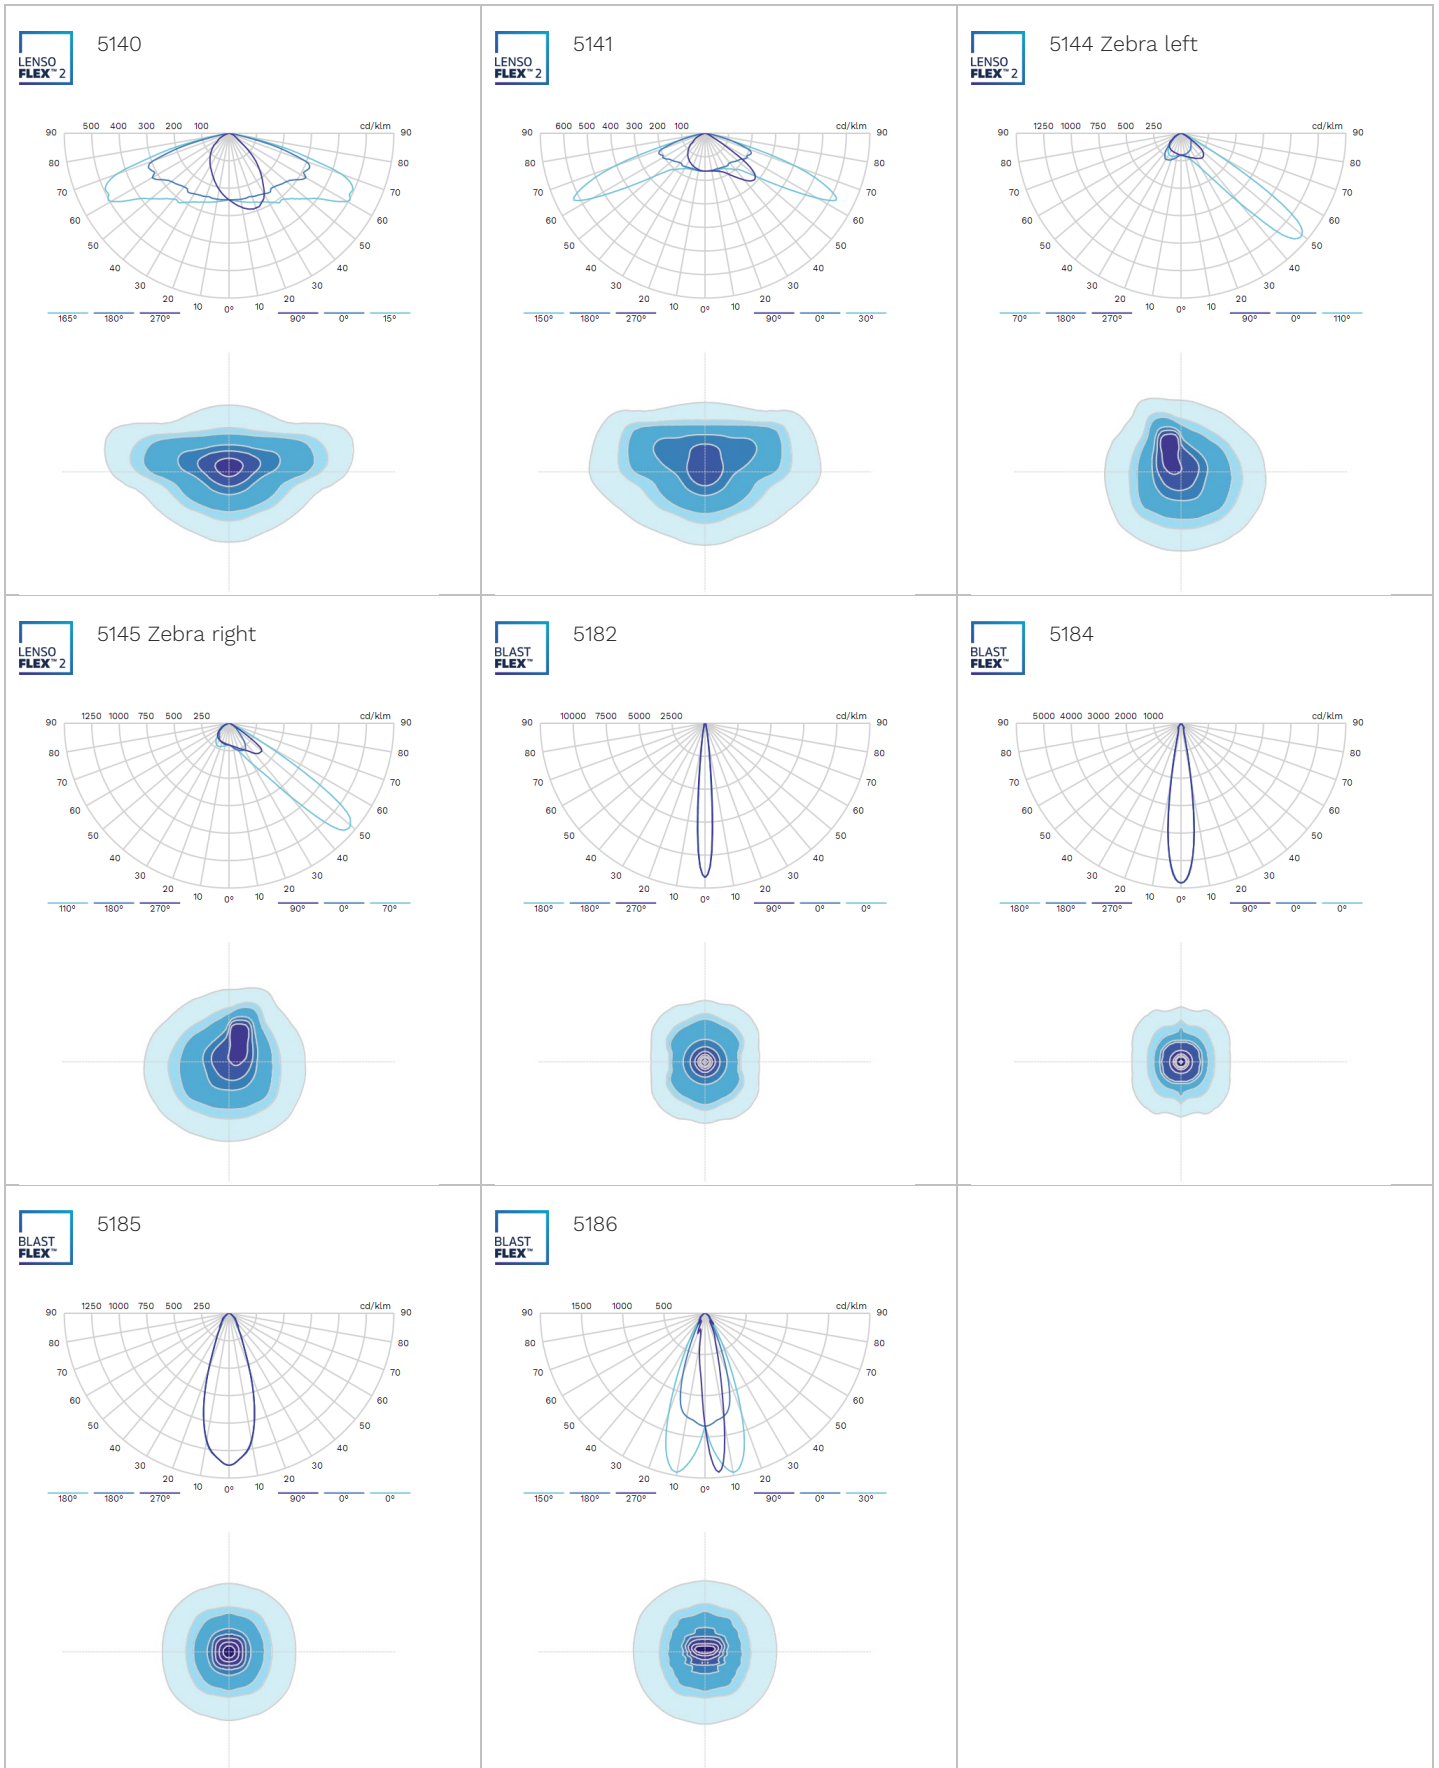 LENSO
FLEX™ 2
5140
500 400 300 200 100 cd/klm
90 90
80 80
70 70
60 60
50 50
40 40
30 30
20 20
10 0° 10
165° 180° 270° 90° 0° 15°
LENSO
FLEX™ 2
5141
600 500 400 300 200 100 cd/klm
90 90
80 80
70 70
60 60
50 50
40 40
30 30
20 20
10 0° 10
150° 180° 270° 90° 0° 30°
LENSO
FLEX™ 2
5144 Zebra left
1250 1000 750 500 250 cd/klm
90 90
80 80
70 70
60 60
50 50
40 40
30 30
20 20
10 0° 10
70° 180° 270° 90° 0° 110°
LENSO
FLEX™ 2
5145 Zebra right
1250 1000 750 500 250 cd/klm
90 90
80 80
70 70
60 60
50 50
40 40
30 30
20 20
10 0° 10
110° 180° 270° 90° 0° 70°
BLAST
FLEX™
5182
10000 7500 5000 2500 cd/klm
90 90
80 80
70 70
60 60
50 50
40 40
30 30
20 20
10 0° 10
180° 180° 270° 90° 0° 0°
BLAST
FLEX™
5184
5000 4000 3000 2000 1000 cd/klm
90 90
80 80
70 70
60 60
50 50
40 40
30 30
20 20
10 0° 10
180° 180° 270° 90° 0° 0°
BLAST
FLEX™
5185
1250 1000 750 500 250 cd/klm
90 90
80 80
70 70
60 60
50 50
40 40
30 30
20 20
10 0° 10
180° 180° 270° 90° 0° 0°
BLAST
FLEX™
5186
1500 1000 500 cd/klm
90 90
80 80
70 70
60 60
50 50
40 40
30 30
20 20
10 0° 10
150° 180° 270° 90° 0° 30°